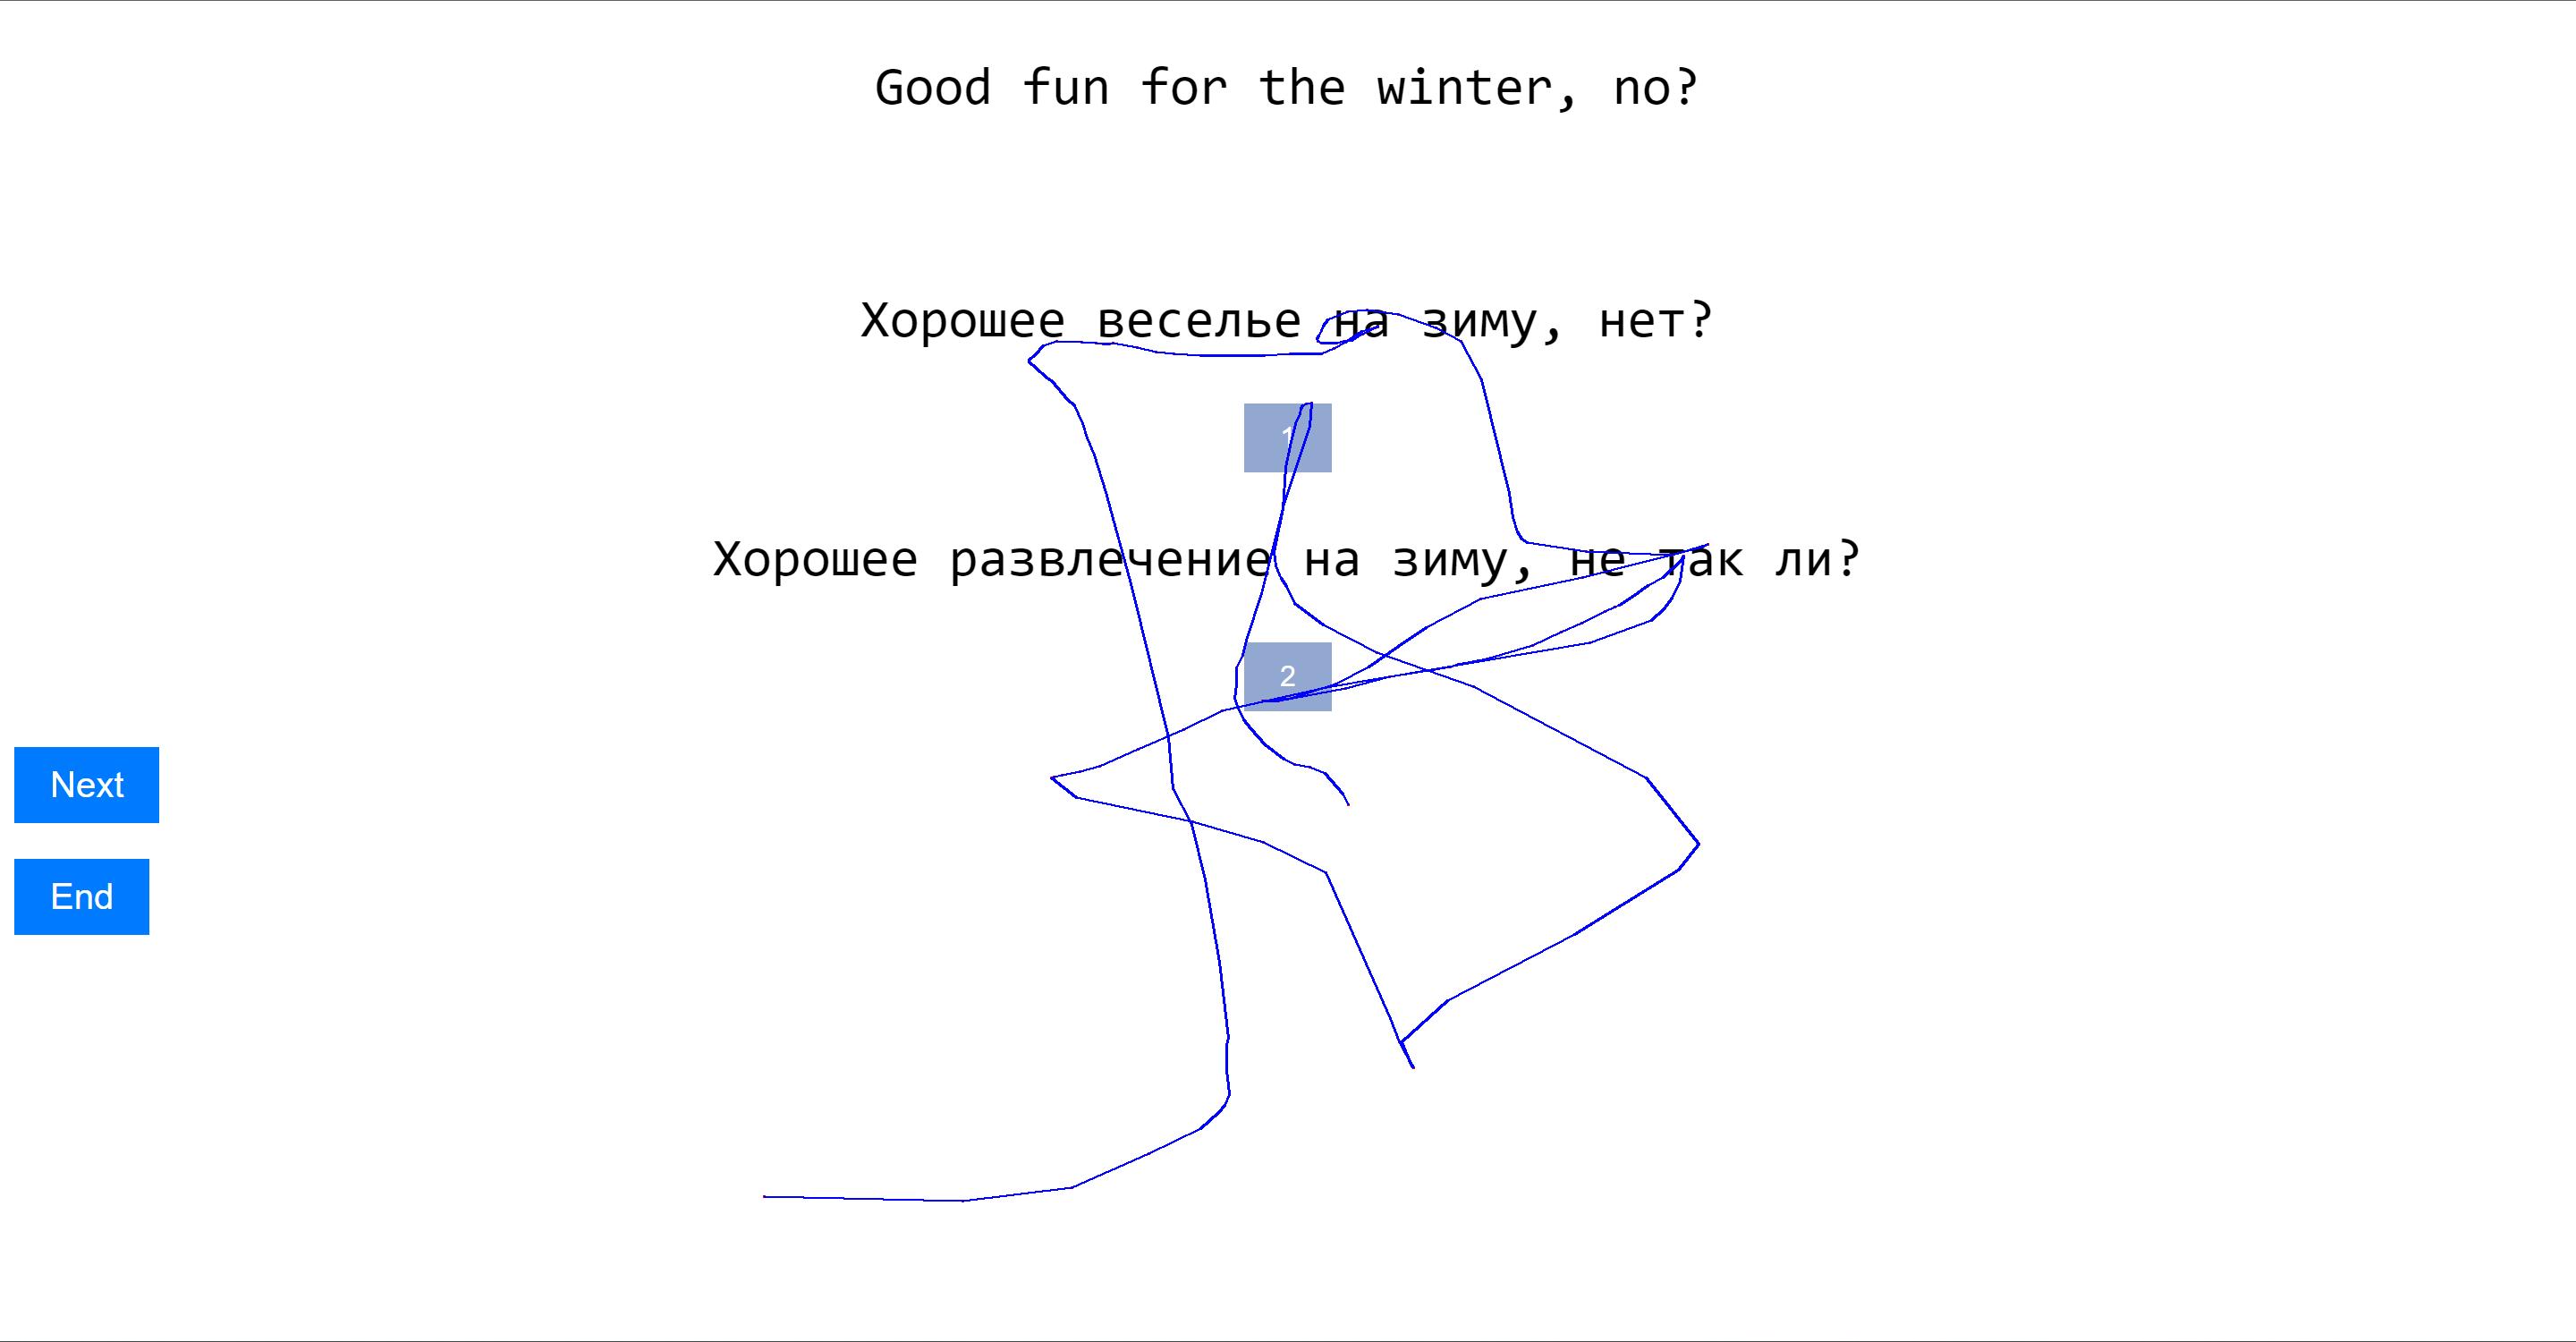 Good fun for the winter, no?
Хорошее веселье на зиму, нет?
1
Хорошее развлечение на зиму, не так ли?
2
Next
End